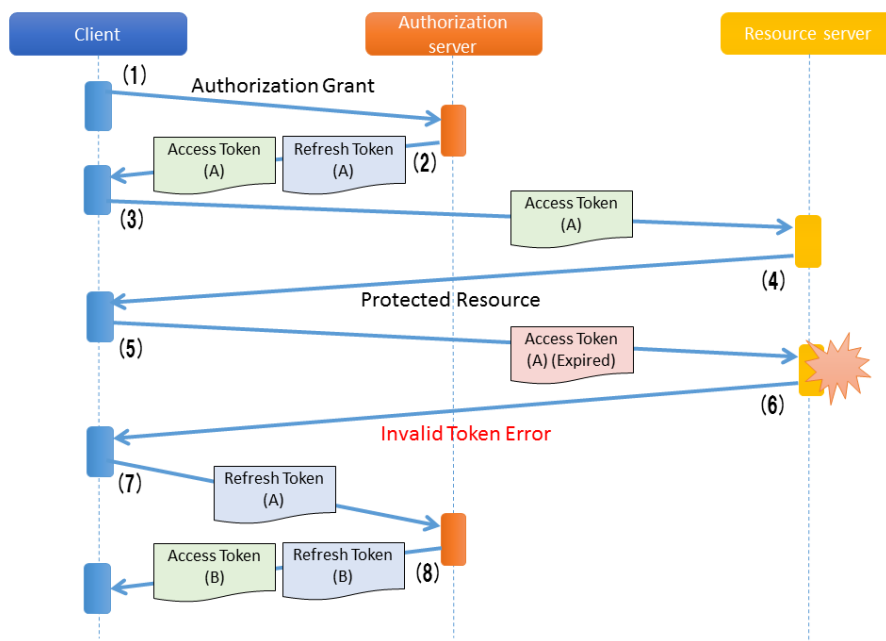 Client
Authorization
server
Resource server
(1)
Authorization Grant
Access Token
(A)
Refresh Token
(A)
(2)
(3)
Access Token
(A)
(4)
Protected Resource
(5)
Access Token
(A) (Expired)
(6)
Invalid Token Error
(7)
Refresh Token
(A)
Access Token
(B)
Refresh Token
(B)
(8)